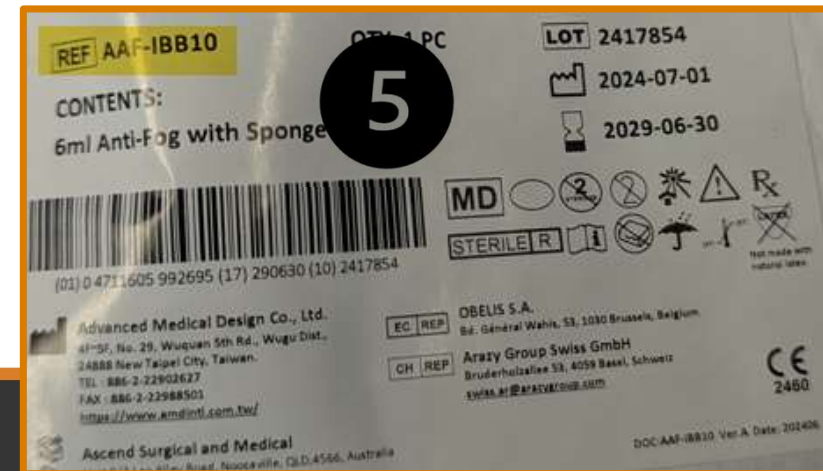 REF AAF-IBB10
QTY: 1 PC
LOT 2417854
2024-07-01
2029-06-30
CONTENTS:
6ml Anti-Fog with Sponge
5
MD 2 2 Rx
STERILE R
LATEX
Not made with
natural latex
(01) 0 4711605 992695 (17) 290630 (10) 2417854
Advanced Medical Design Co., Ltd.
4F~5F, No. 29, Wuquan 5th Rd., Wugu Dist.,
24888 New Taipei City, Taiwan.
TEL : 886-2-22902627
FAX : 886-2-22988501
https://www.amdintl.com.tw/
EC REP
OBELIS S.A.
Bd. Général Wahis, 53, 1030 Brussels, Belgium
CH REP
Arazy Group Swiss GmbH
Bruderholzallee 53, 4059 Basel, Schweiz
swiss.ar@arazygroup.com
CE
2460
Ascend Surgical and Medical
Road, Noosaville, QLD,4566, Australia
DOC:AAF-IBB10 Ver.A Date: 202406